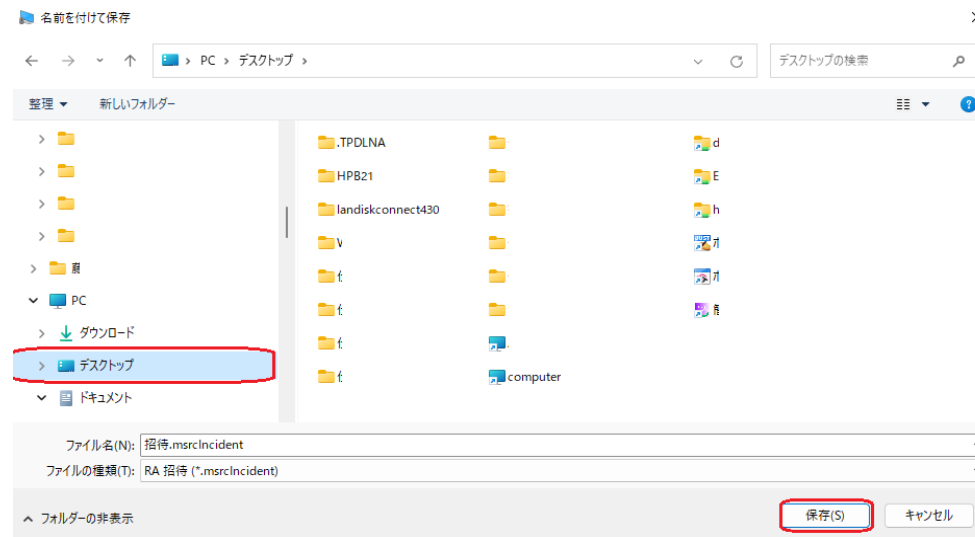 名前を付けて保存
PC › デスクトップ ›
デスクトップの検索
整理
新しいフォルダー
PC
ダウンロード
デスクトップ
ドキュメント
.TPDLNA
HPB21
landiskconnect430
computer
ファイル名(N): 招待.msrcIncident
ファイルの種類(T): RA 招待 (*.msrcIncident)
フォルダーの非表示
保存(S)
キャンセル